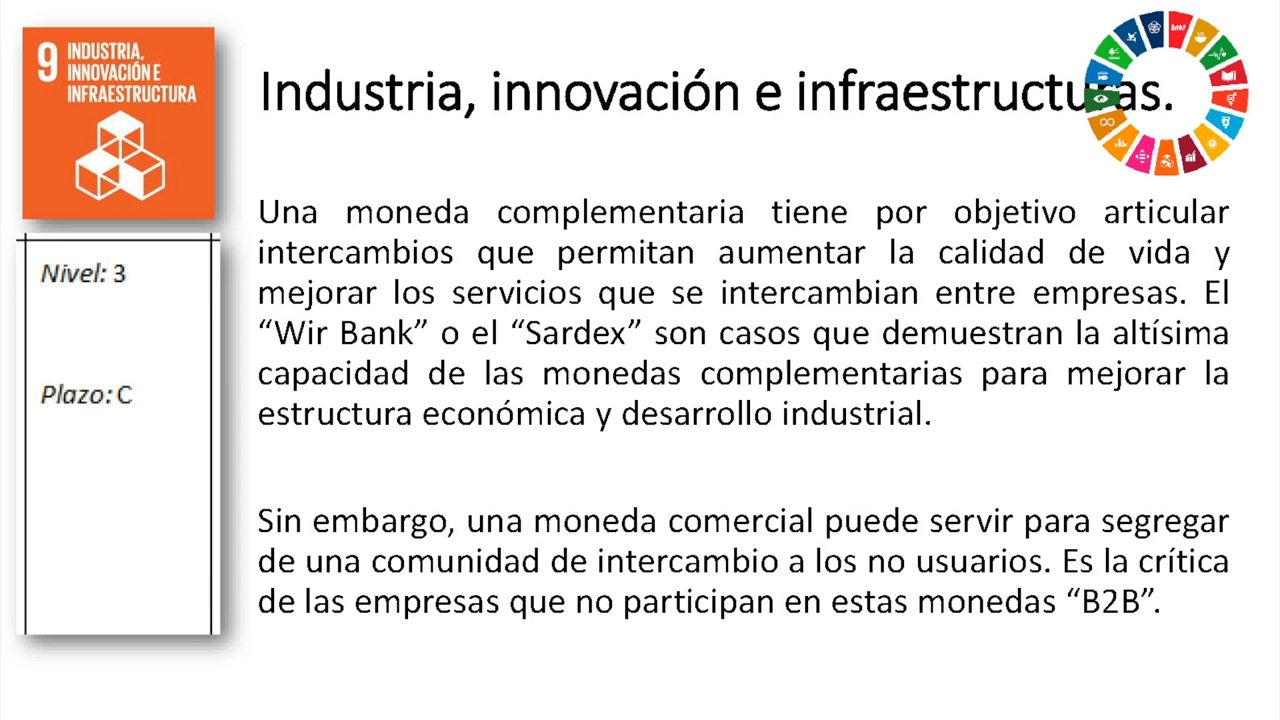 9 INDUSTRIA,
INNOVACIÓN E
INFRAESTRUCTURA
Industria, innovación e infraestructuras.
Nivel: 3
Plazo: C
Una moneda complementaria tiene por objetivo articular
intercambios que permitan aumentar la calidad de vida y
mejorar los servicios que se intercambian entre empresas. El
“Wir Bank” o el “Sardex” son casos que demuestran la altísima
capacidad de las monedas complementarias para mejorar la
estructura económica y desarrollo industrial.
Sin embargo, una moneda comercial puede servir para segregar
de una comunidad de intercambio a los no usuarios. Es la crítica
de las empresas que no participan en estas monedas “B2B”.